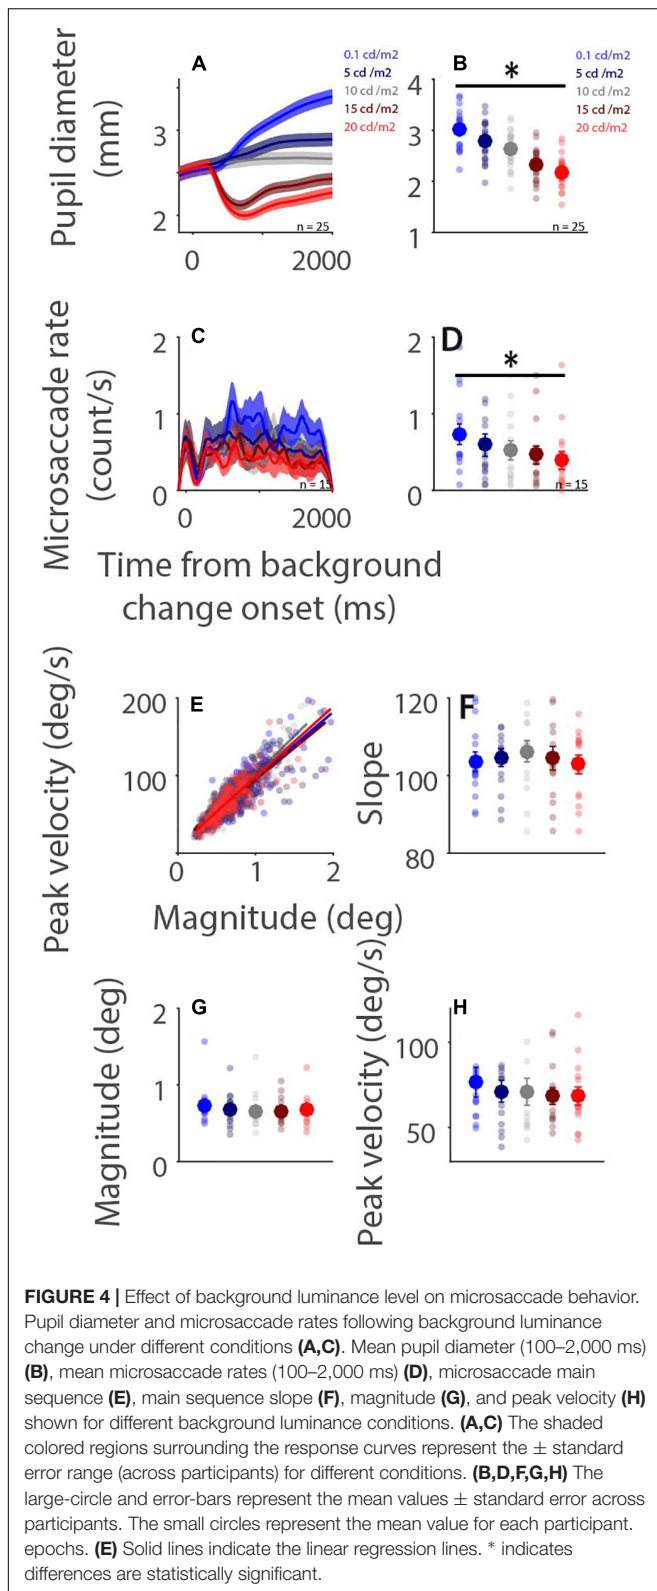 A
0.1 cd/m2
5 cd /m2
10 cd/m2
15 cd/m2
20 cd/m2
Pupil diameter
(mm)
3
2
0
2000
n = 25
B
0.1 cd/m2
5 cd /m2
10 cd/m2
15 cd/m2
20 cd/m2
*
4
3
2
1
n = 25
C
Microsaccade rate
(count/s)
2
1
0
0
2000
n = 15
D
*
2
1
0
n = 15
Time from background
change onset (ms)
E
Peak velocity (deg/s)
200
100
0
1
2
Magnitude (deg)
F
Slope
120
100
80
G
Magnitude (deg)
2
1
0
H
Peak velocity (deg/s)
100
50
FIGURE 4 | Effect of background luminance level on microsaccade behavior.
Pupil diameter and microsaccade rates following background luminance
change under different conditions (A,C). Mean pupil diameter (100–2,000 ms)
(B), mean microsaccade rates (100–2,000 ms) (D), microsaccade main
sequence (E), main sequence slope (F), magnitude (G), and peak velocity (H)
shown for different background luminance conditions. (A,C) The shaded
colored regions surrounding the response curves represent the ± standard
error range (across participants) for different conditions. (B,D,F,G,H) The
large-circle and error-bars represent the mean values ± standard error across
participants. The small circles represent the mean value for each participant.
epochs. (E) Solid lines indicate the linear regression lines. * indicates
differences are statistically significant.